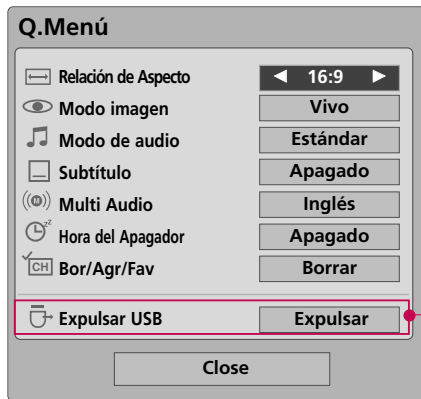 Q.Menú
Relación de Aspecto ◄ 16:9 ►
Modo imagen Vivo
Modo de audio Estándar
Subtítulo Apagado
Multi Audio Inglés
Hora del Apagador Apagado
CH Bor/Agr/Fav Borrar
Expulsar USB Expulsar
Close